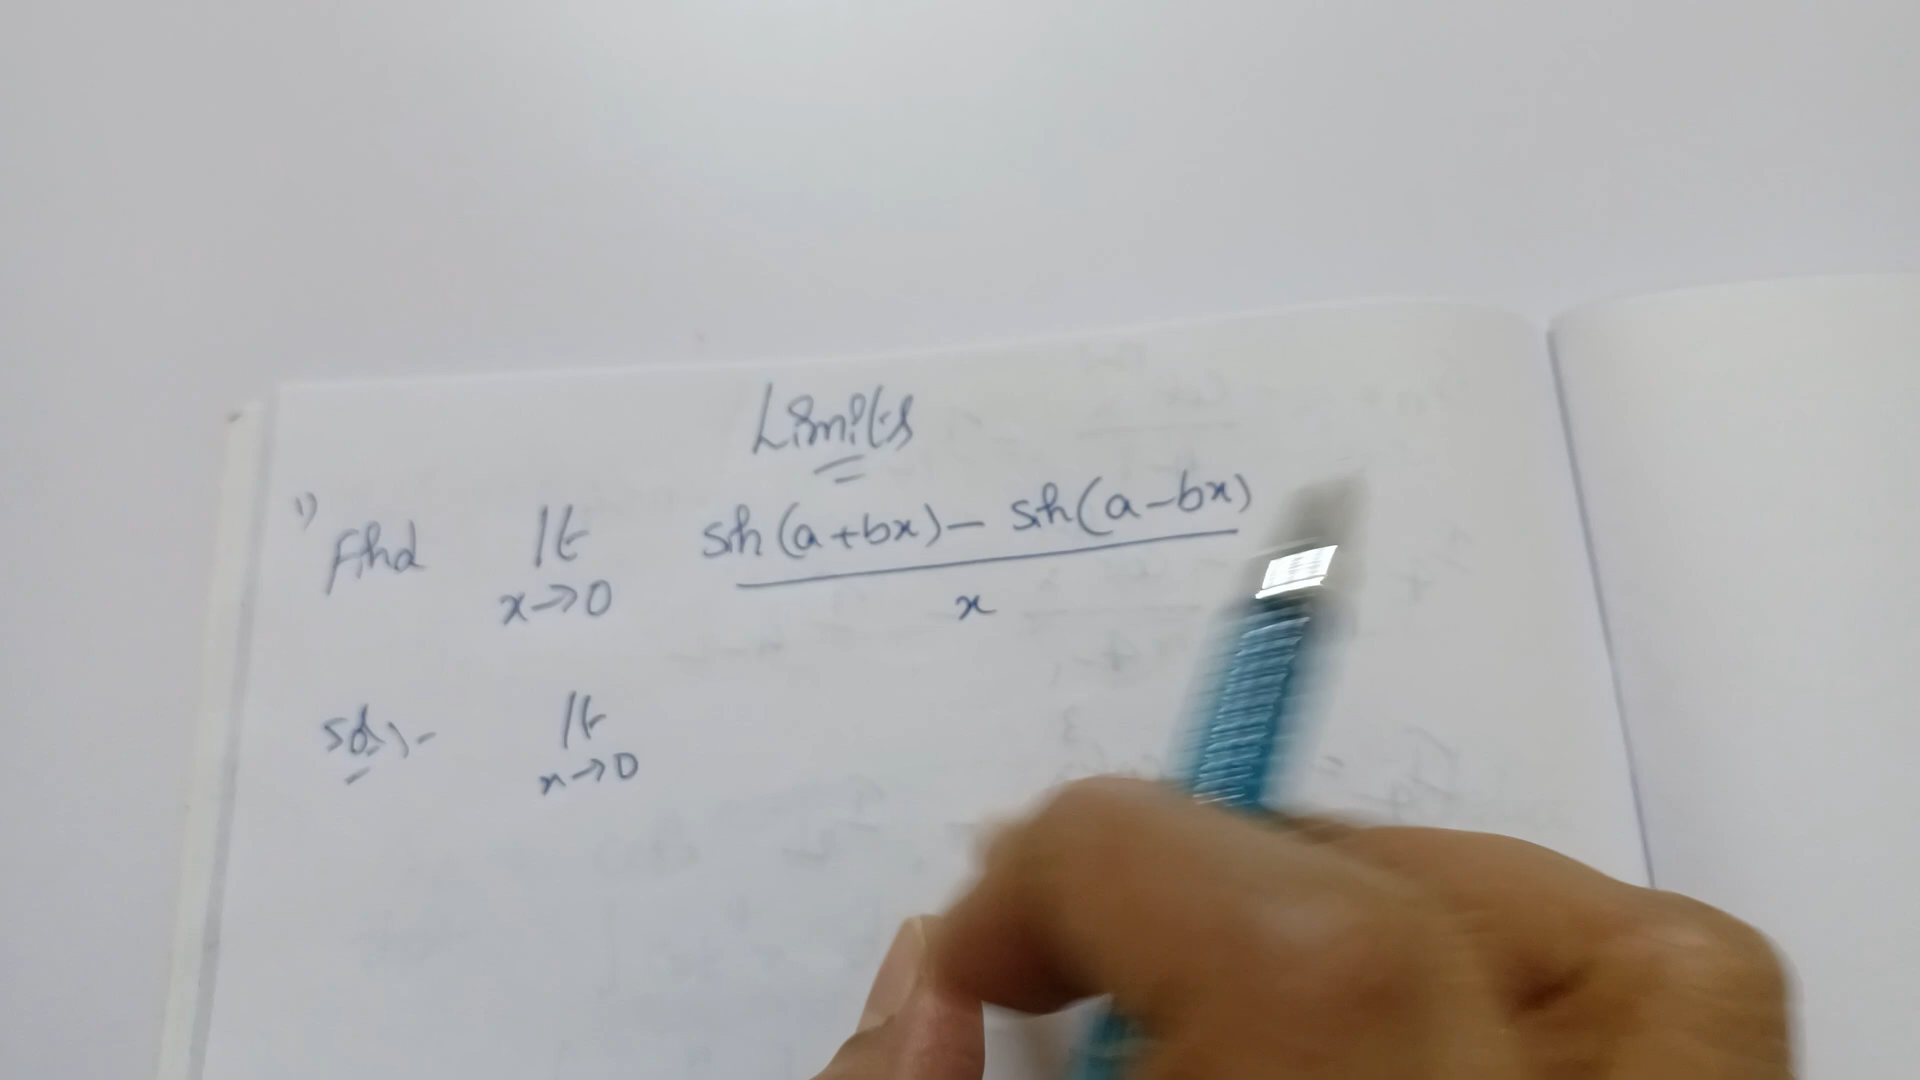 Limits
1) Find lt x→0 sin(a+bx) - sin(a-bx) / x
Sol:- lt x→0